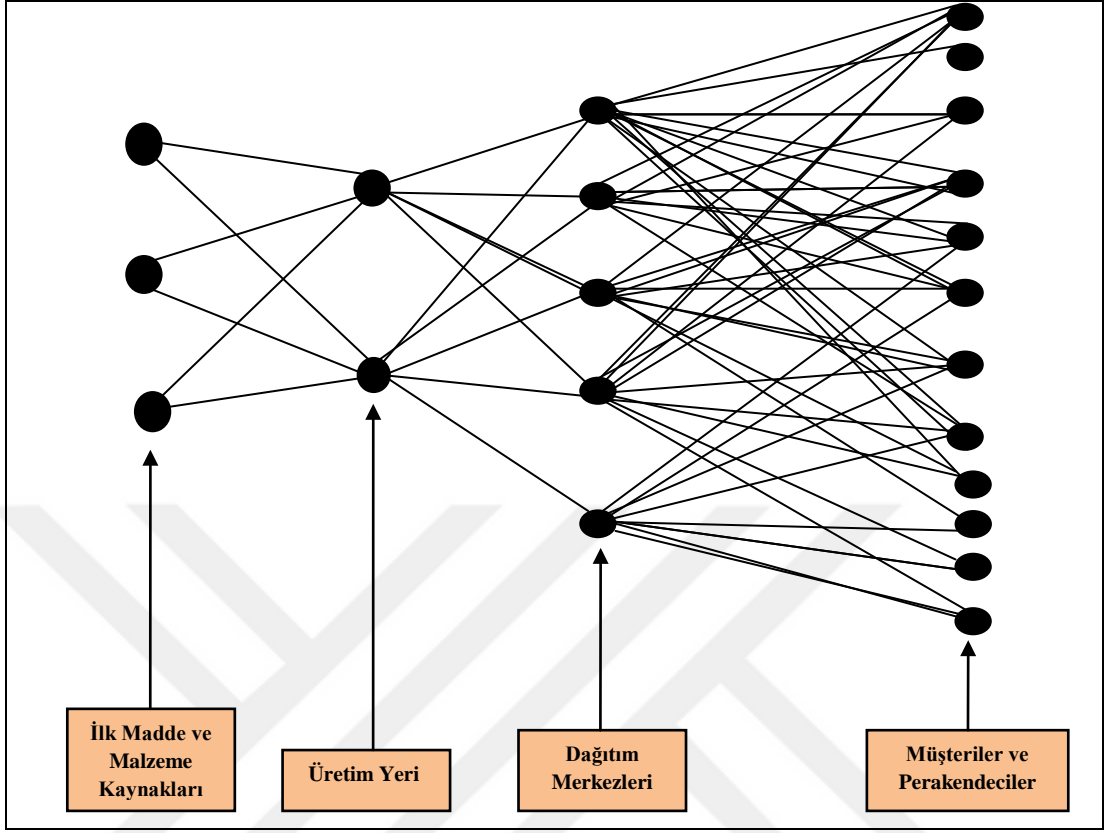 İlk Madde ve
Malzeme
Kaynakları
Üretim Yeri
Dağıtım
Merkezleri
Müşteriler ve
Perakendeciler